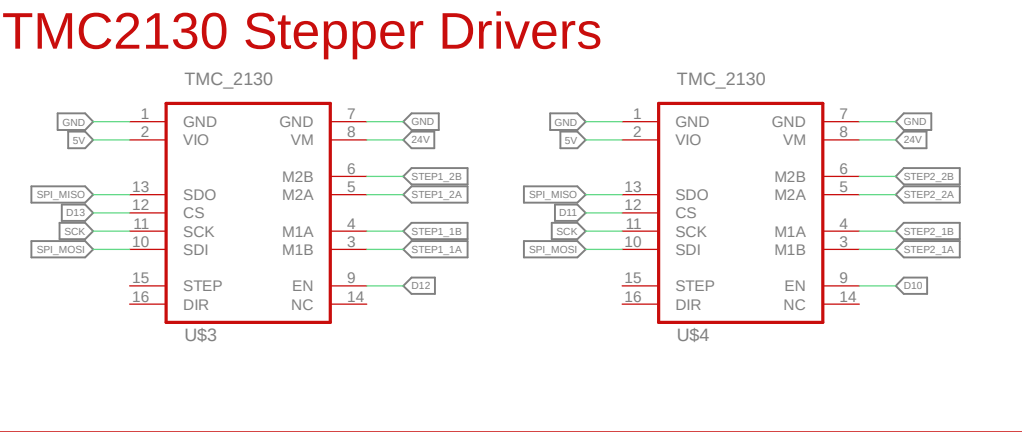 TMC2130 Stepper Drivers
TMC_2130 TMC_2130
GND 1 GND GND 7 GND GND 1 GND GND 7 GND
5V 2 VIO VM 8 24V 5V 2 VIO VM 8 24V
M2B 6 STEP1_2B M2B 6 STEP2_2B
SPI_MISO 13 SDO M2A 5 STEP1_2A SPI_MISO 13 SDO M2A 5 STEP2_2A
D13 12 CS D11 12 CS
SCK 11 SCK M1A 4 STEP1_1B SCK 11 SCK M1A 4 STEP2_1B
SPI_MOSI 10 SDI M1B 3 STEP1_1A SPI_MOSI 10 SDI M1B 3 STEP2_1A
15 STEP EN 9 D12 15 STEP EN 9 D10
16 DIR NC 14 16 DIR NC 14
U$3 U$4